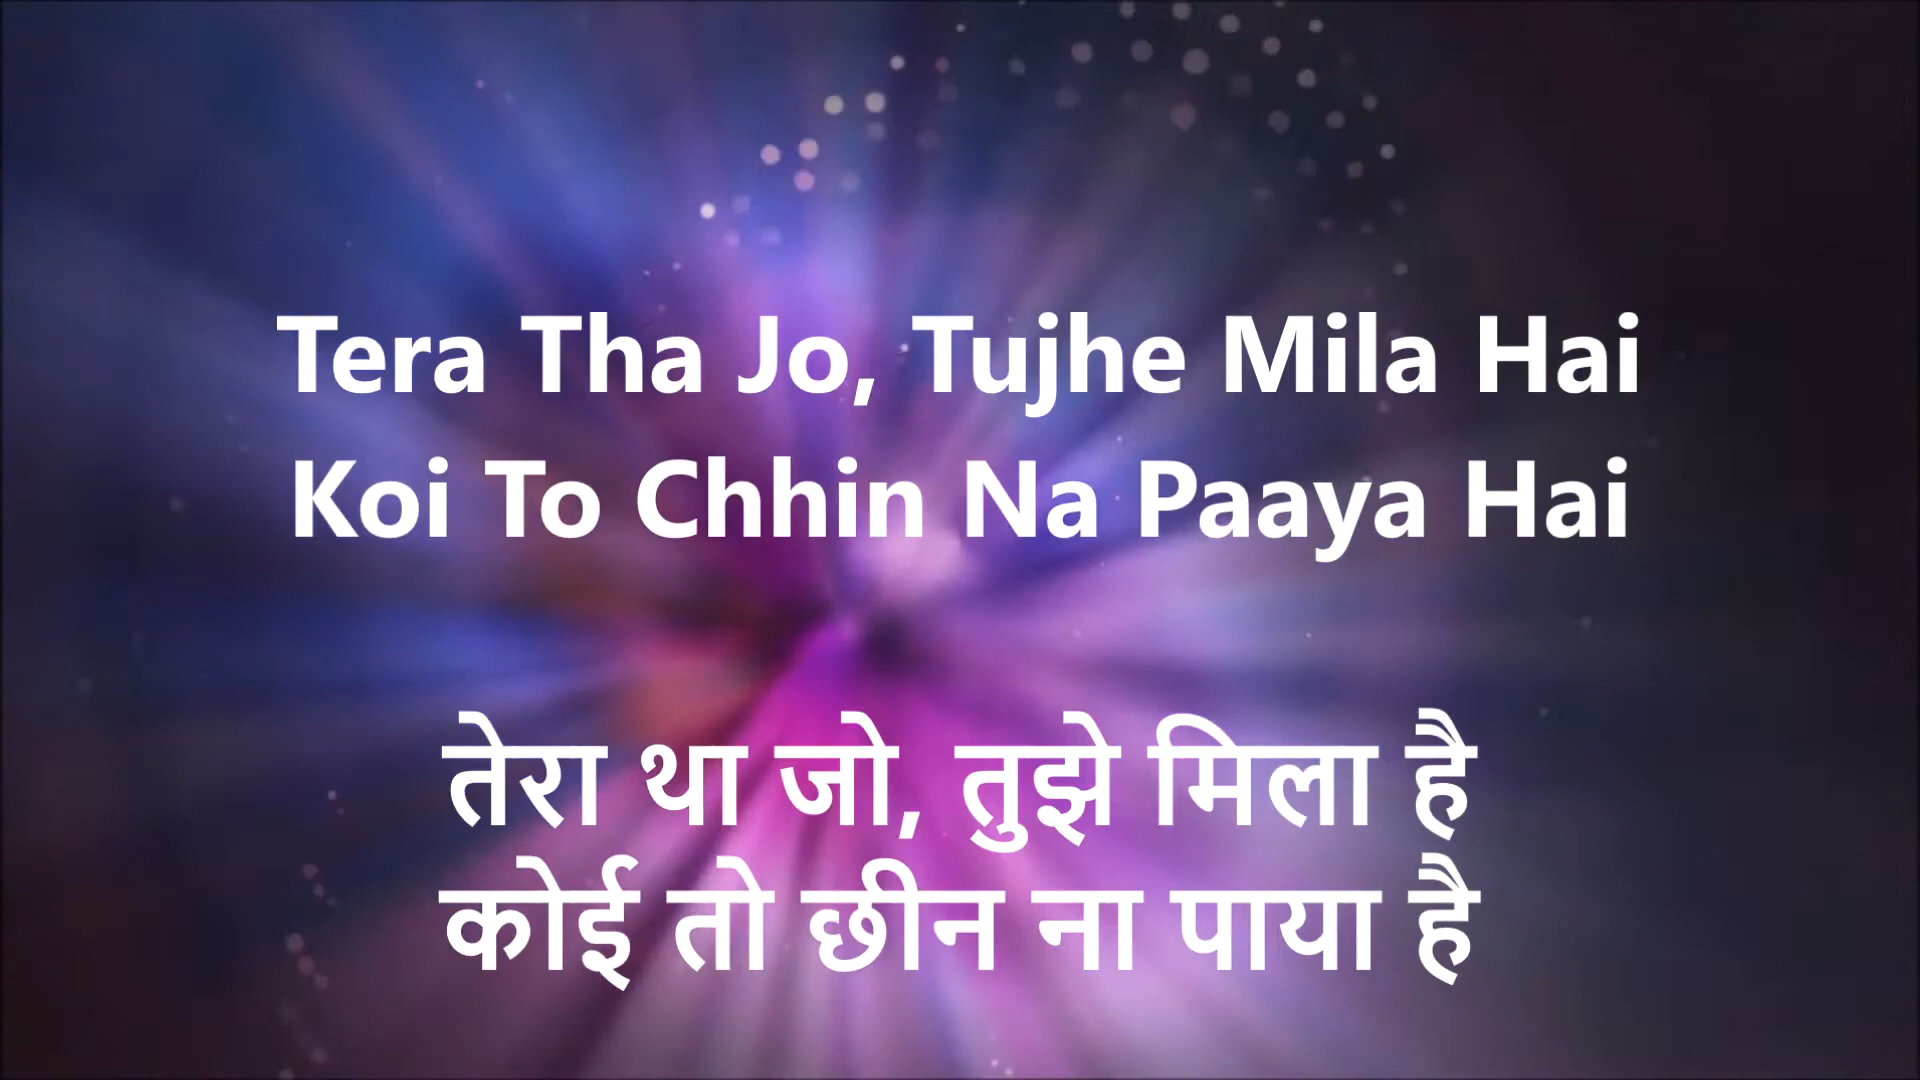 Tera Tha Jo, Tujhe Mila Hai
Koi To Chhin Na Paaya Hai
तेरा था जो, तुझे मिला है
कोई तो छीन ना पाया है